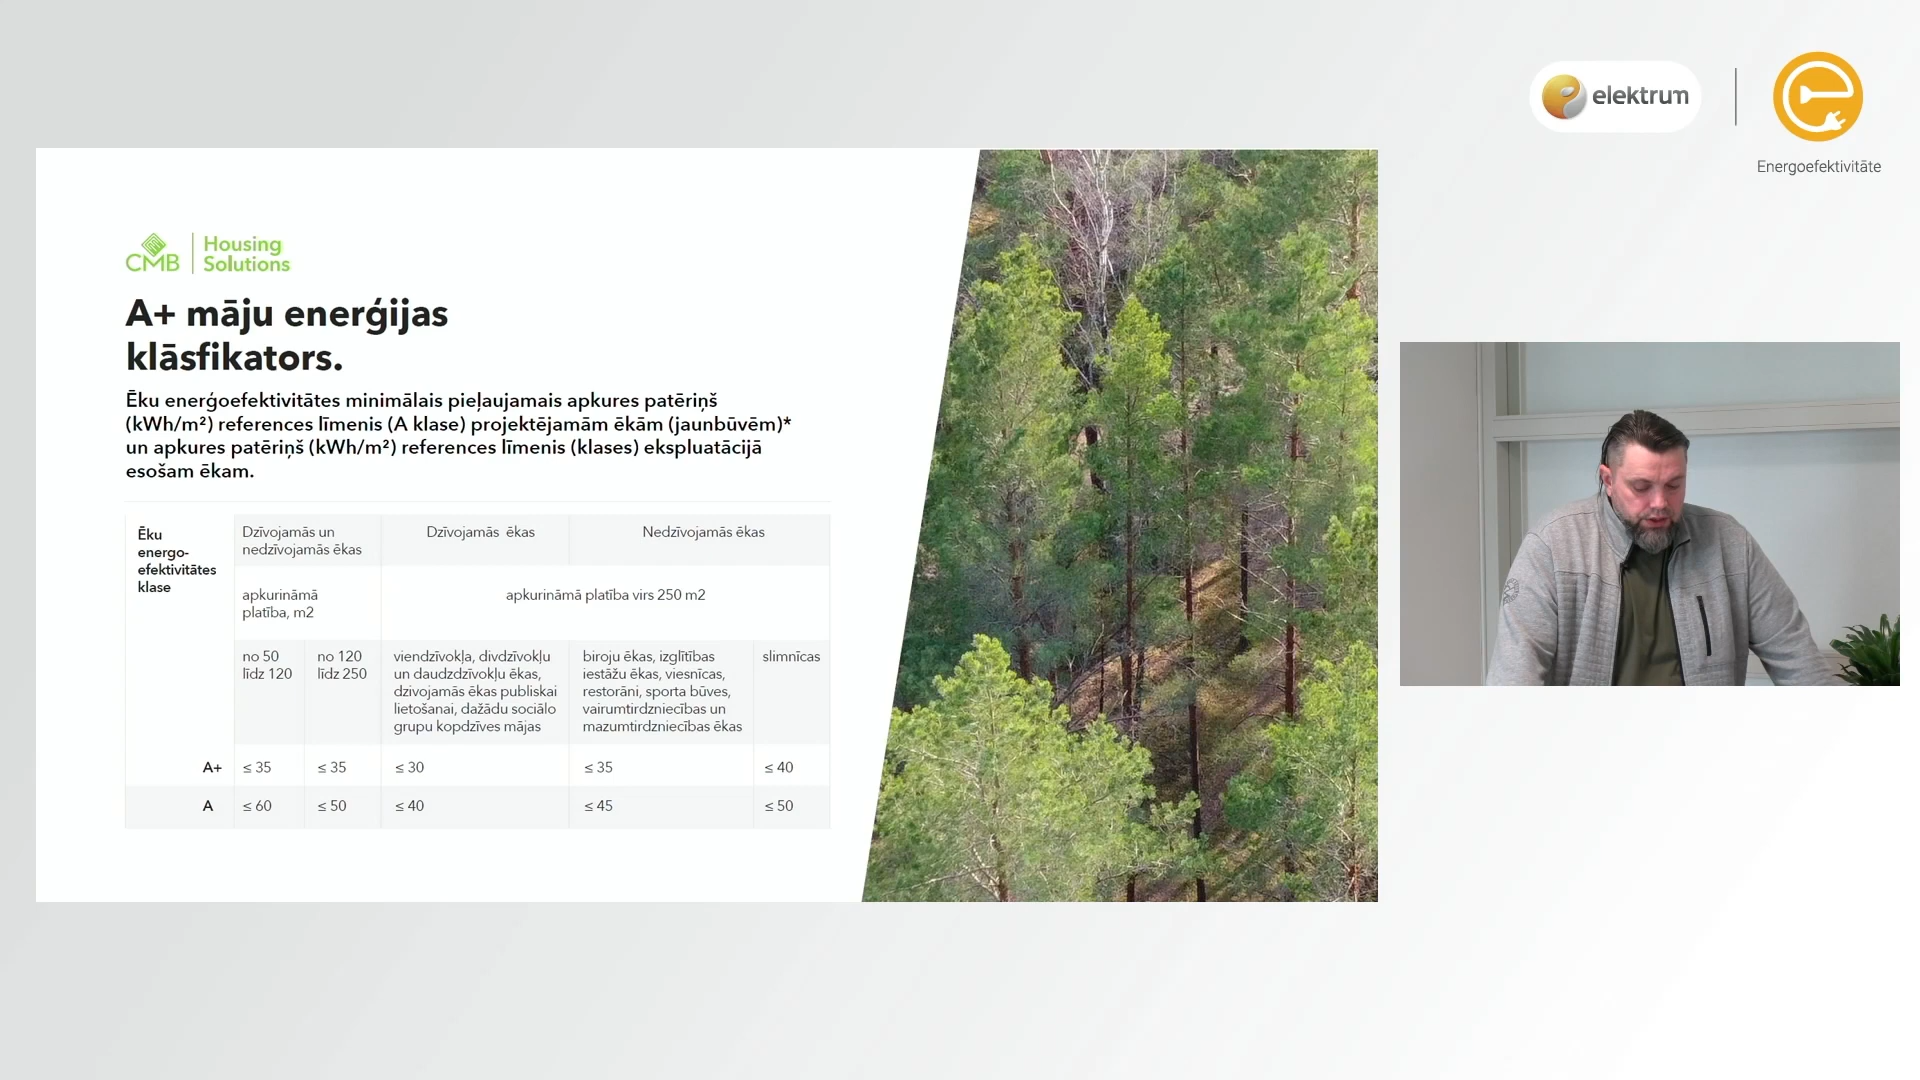 elektrum
Energoefektivitāte
CMB
Housing
Solutions
A+ māju enerģijas
klāsfikators.
Ēku enerģoefektivitātes minimālais pieļaujamais apkures patēriņš
(kWh/m²) references līmenis (A klase) projektējamām ēkām (jaunbūvēm)*
un apkures patēriņš (kWh/m²) references līmenis (klases) ekspluatācijā
esošam ēkam.
Ēku
energo-
efektivitātes
klase
Dzīvojamās un
nedzīvojamās ēkas
Dzīvojamās ēkas
Nedzīvojamās ēkas
apkurināmā
platība, m2
apkurināmā platība virs 250 m2
no 50
līdz 120
no 120
līdz 250
viendzīvokļa, divdzīvokļu
un daudzdzīvokļu ēkas,
dzivojamās ēkas publiskai
lietošanai, dažādu sociālo
grupu kopdzīves mājas
biroju ēkas, izglītības
iestāžu ēkas, viesnīcas,
restorāni, sporta būves,
vairumtirdzniecības un
mazumtirdzniecības ēkas
slimnīcas
A+ ≤ 35 ≤ 35 ≤ 30 ≤ 35 ≤ 40
A ≤ 60 ≤ 50 ≤ 40 ≤ 45 ≤ 50